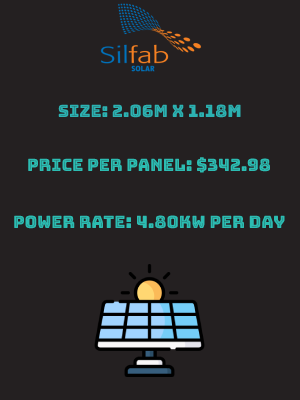 Silfab
SOLAR
SIZE: 2.06M X 1.18M
PRICE PER PANEL: $342.98
POWER RATE: 4.80KW PER DAY